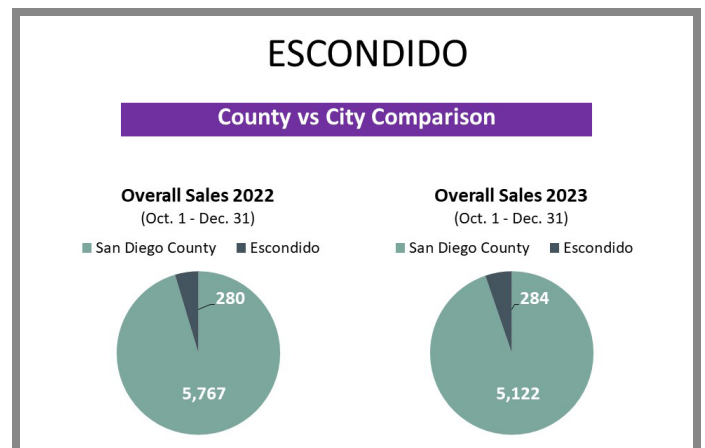 ESCONDIDO
County vs City Comparison
Overall Sales 2022
(Oct. 1 - Dec. 31)
San Diego County Escondido
280
5,767
Overall Sales 2023
(Oct. 1 - Dec. 31)
San Diego County Escondido
284
5,122